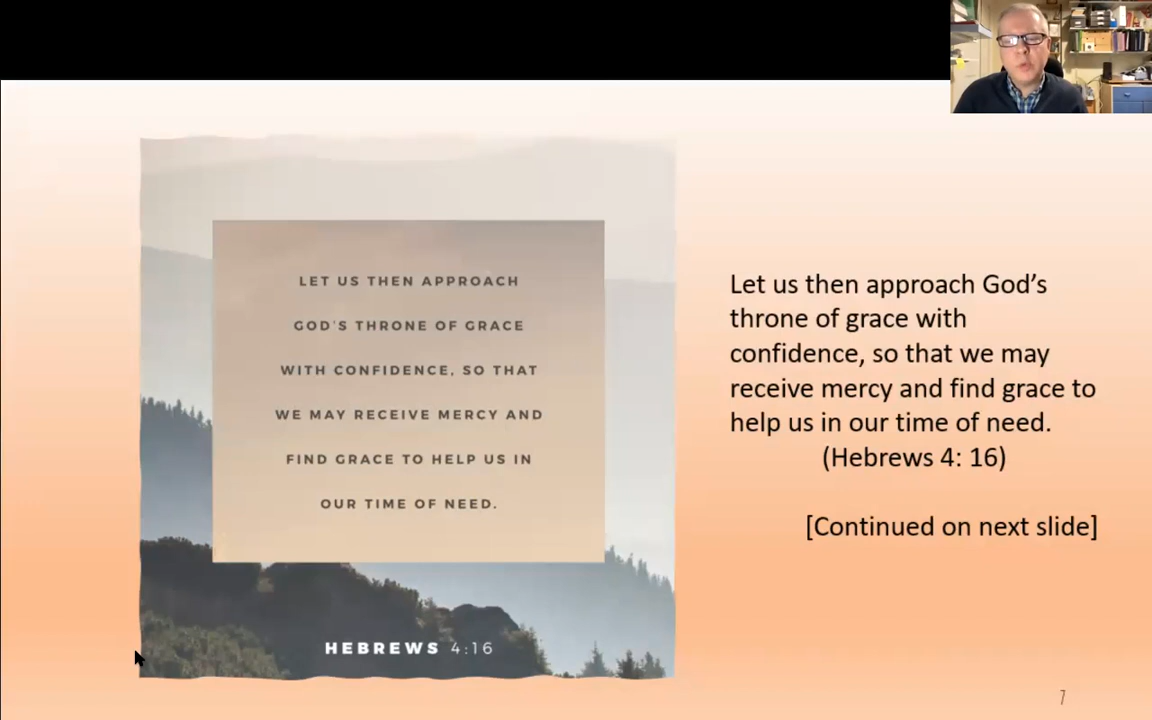 LET US THEN APPROACH
GOD'S THRONE OF GRACE
WITH CONFIDENCE, SO THAT
WE MAY RECEIVE MERCY AND
FIND GRACE TO HELP US IN
OUR TIME OF NEED.
HEBREWS 4:16
Let us then approach God’s
throne of grace with
confidence, so that we may
receive mercy and find grace to
help us in our time of need.
(Hebrews 4: 16)
[Continued on next slide]
7